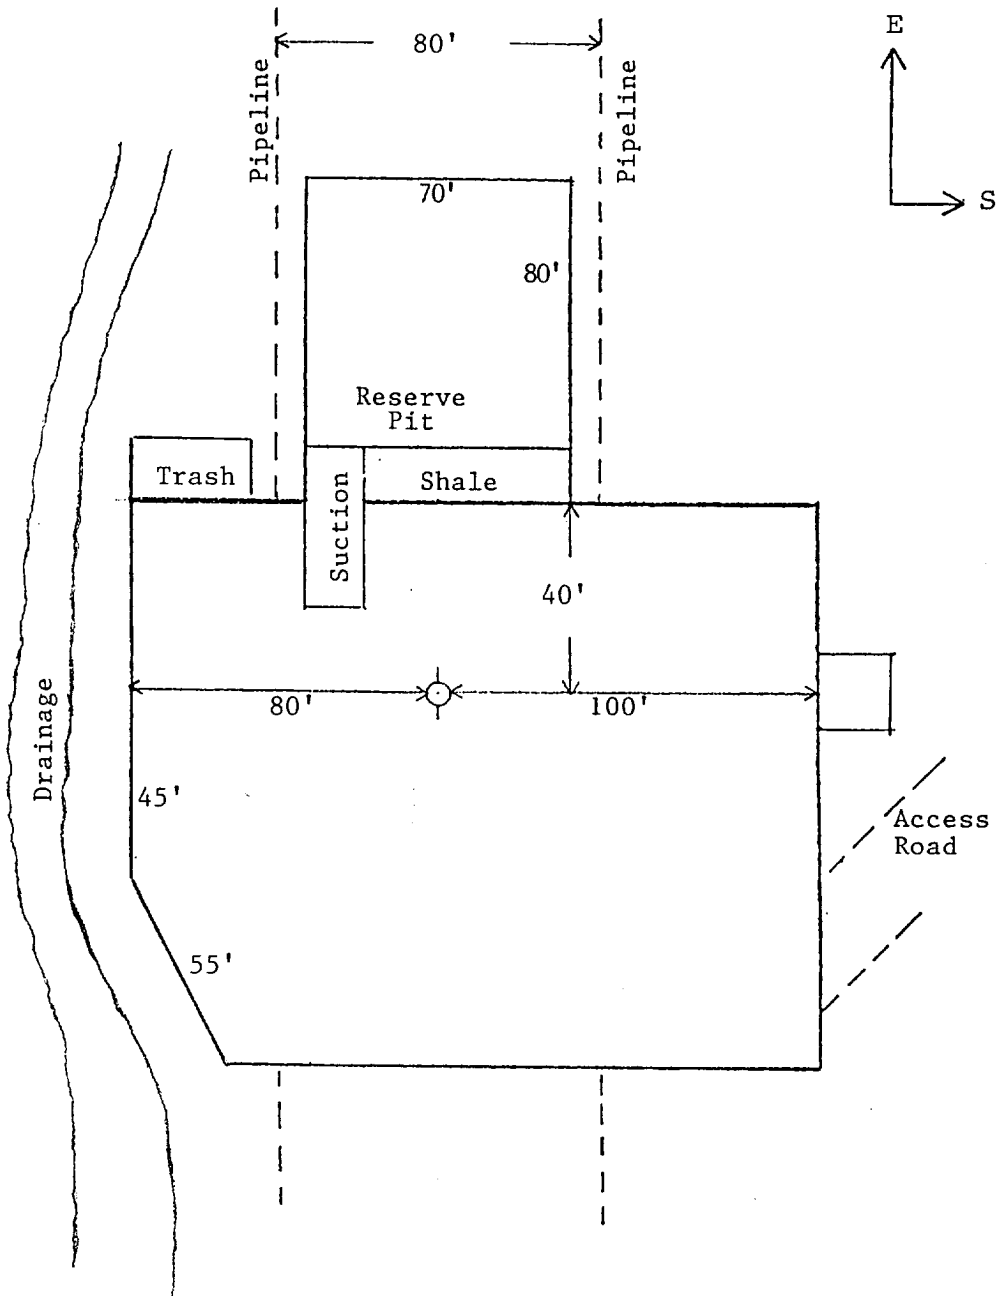 E
80'
Pipeline
Pipeline
S
70'
80'
Reserve
Pit
Trash
Suction
Shale
40'
80'
100'
Drainage
45'
Access
Road
55'